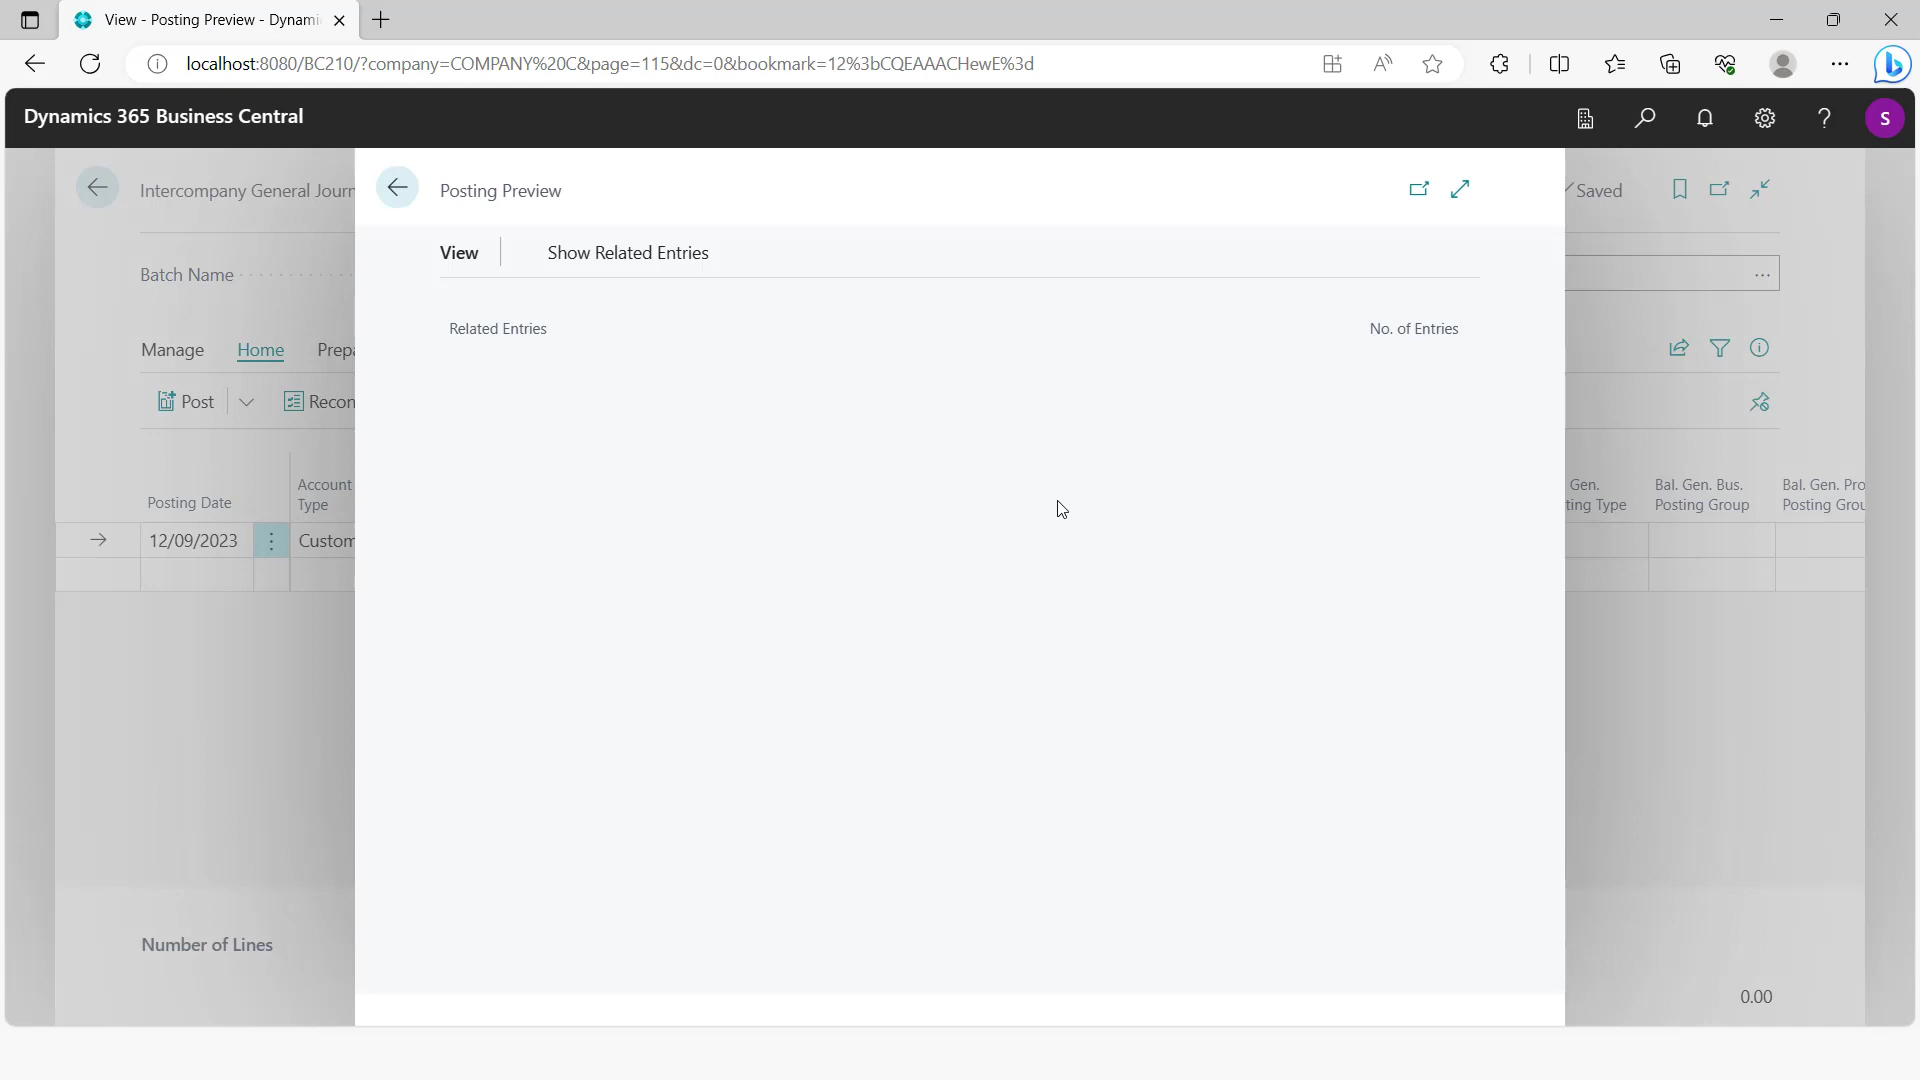 View - Posting Preview - Dynami
localhost:8080/BC210/?company=COMPANY%20C&page=115&dc=0&bookmark=12%3bCQEAAACHewE%3d
Dynamics 365 Business Central
S
Intercompany General Journ
Posting Preview
Saved
View
Show Related Entries
Batch Name
Related Entries
No. of Entries
Manage
Home
Prepa
Post
Recon
Posting Date
Account
Type
Gen.
ting Type
Bal. Gen. Bus.
Posting Group
Bal. Gen. Pro
Posting Grou
12/09/2023
Custom
Number of Lines
0.00